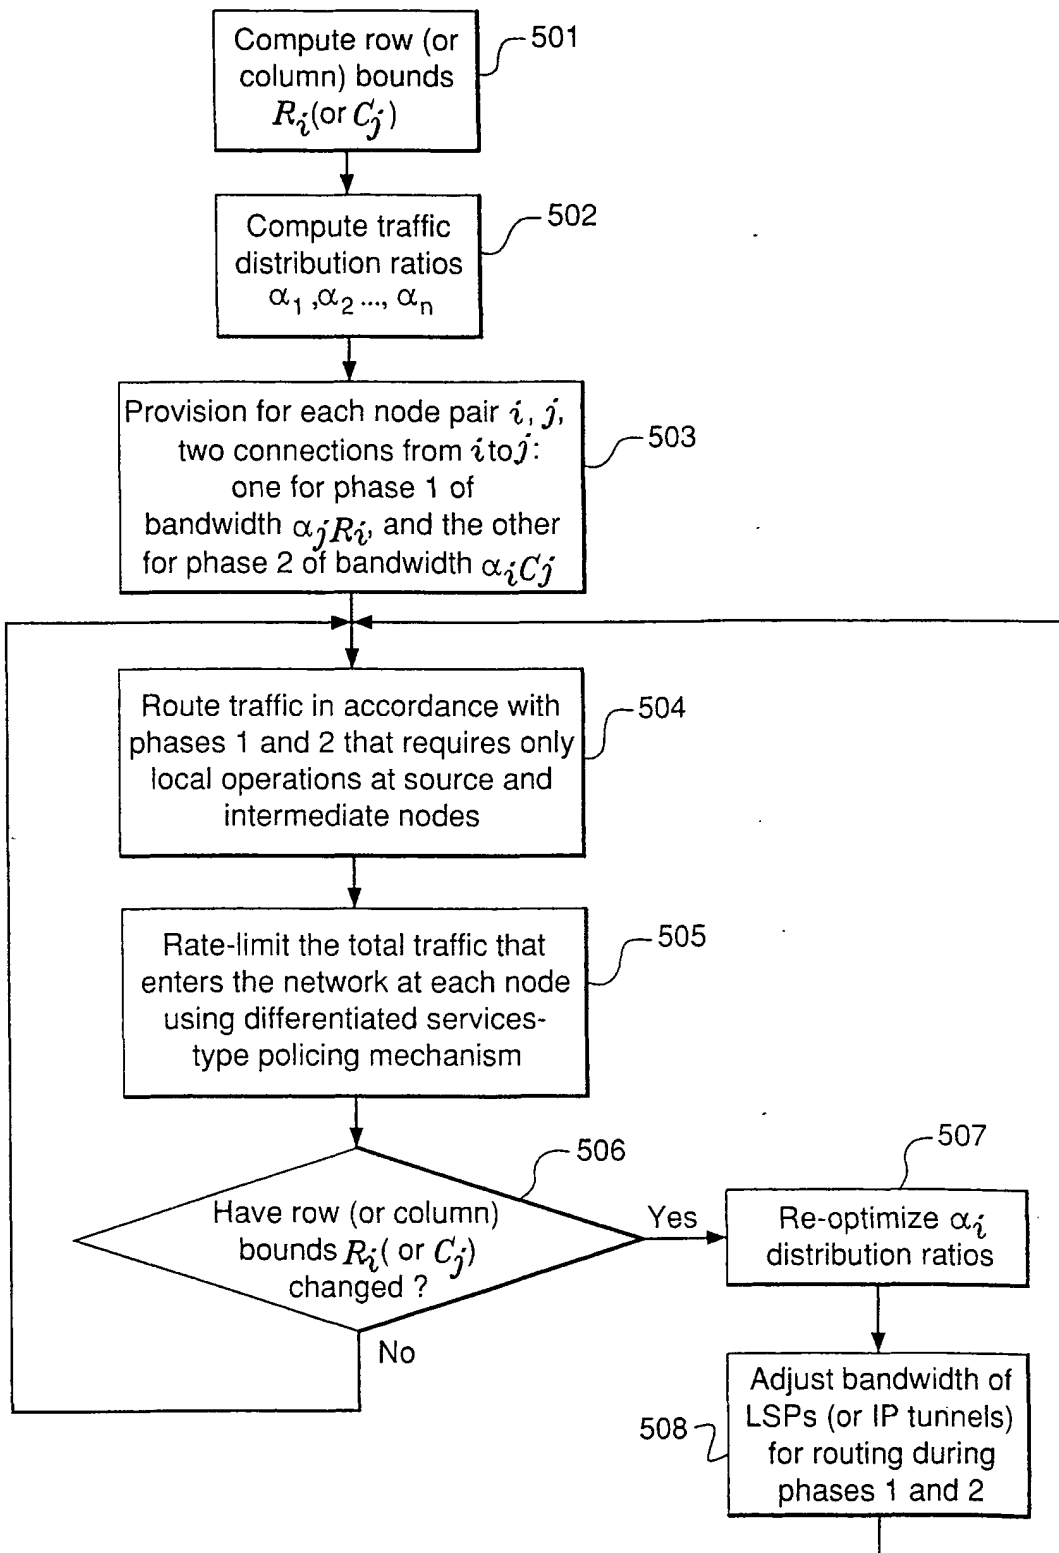 Compute row (or
column) bounds
Ri(or Cj)
501
Compute traffic
distribution ratios
α1 ,α2 ..., αn
502
Provision for each node pair i, j,
two connections from i to j:
one for phase 1 of
bandwidth αjRi, and the other
for phase 2 of bandwidth αiCj
503
Route traffic in accordance with
phases 1 and 2 that requires only
local operations at source and
intermediate nodes
504
Rate-limit the total traffic that
enters the network at each node
using differentiated services-
type policing mechanism
505
Have row (or column)
bounds Ri( or Cj)
changed ?
506
Yes
No
Re-optimize αi
distribution ratios
507
Adjust bandwidth of
LSPs (or IP tunnels)
for routing during
phases 1 and 2
508